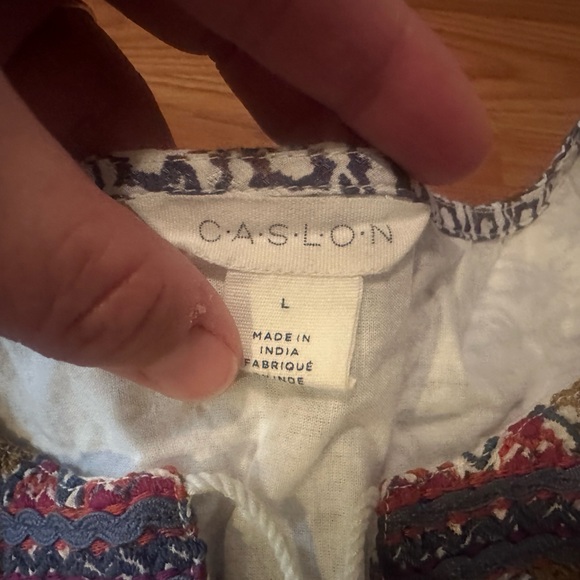 C·A·S·L·O·N
L
MADE IN
INDIA
FABRIQUÉ
INDE